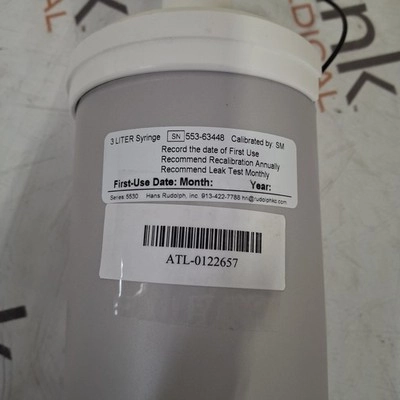 3 LITER Syringe SN 553-63448 Calibrated by: SM
Record the date of First Use
Recommend Recalibration Annually
Recommend Leak Test Monthly
First-Use Date: Month: Year:
Series 5530 Hans Rudolph, inc. 913-422-7788 hri@rudolphkc.com
ATL-0122657